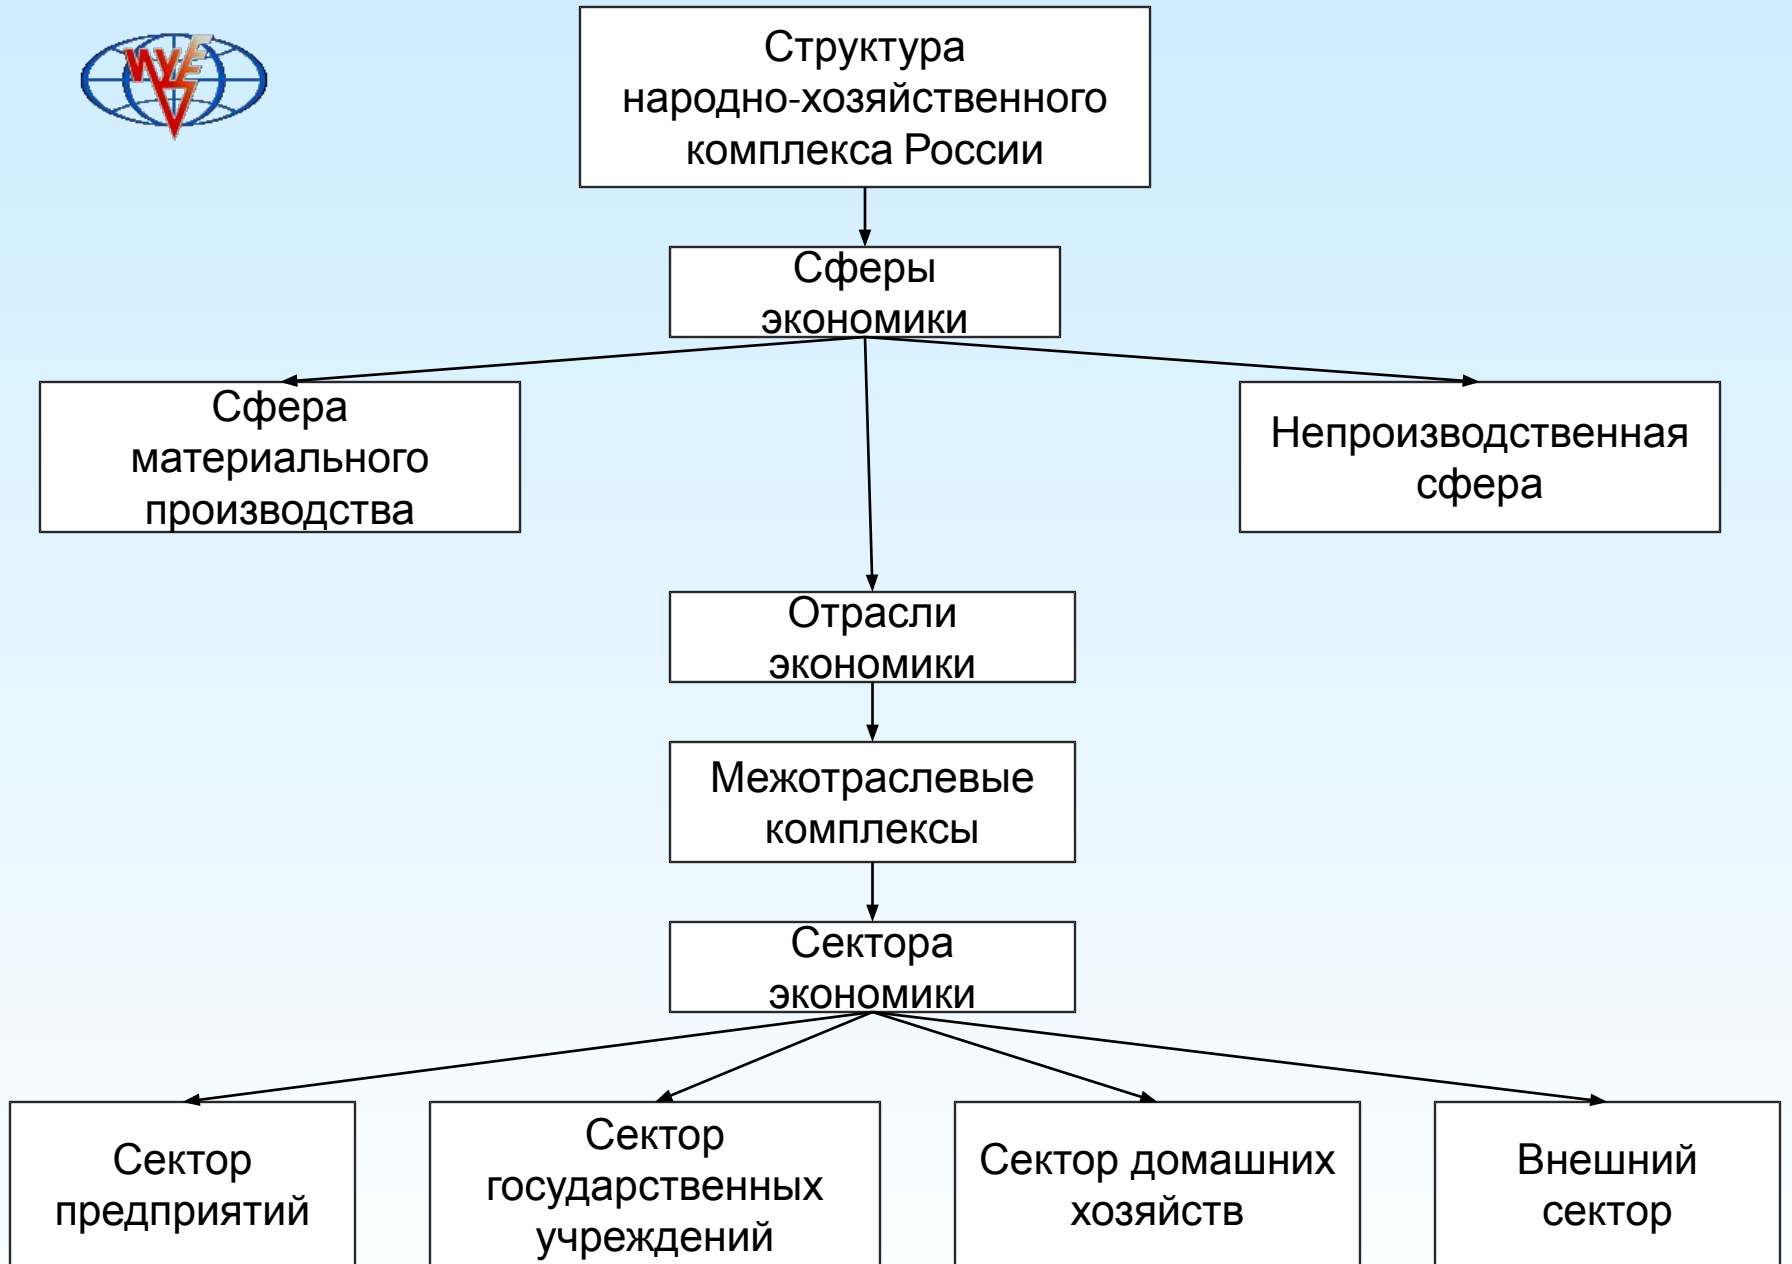 Структура
народно-хозяйственного
комплекса России
Сферы
экономики
Сфера
материального
производства
Непроизводственная
сфера
Отрасли
экономики
Межотраслевые
комплексы
Сектора
экономики
Сектор
предприятий
Сектор
государственных
учреждений
Сектор домашних
хозяйств
Внешний
сектор